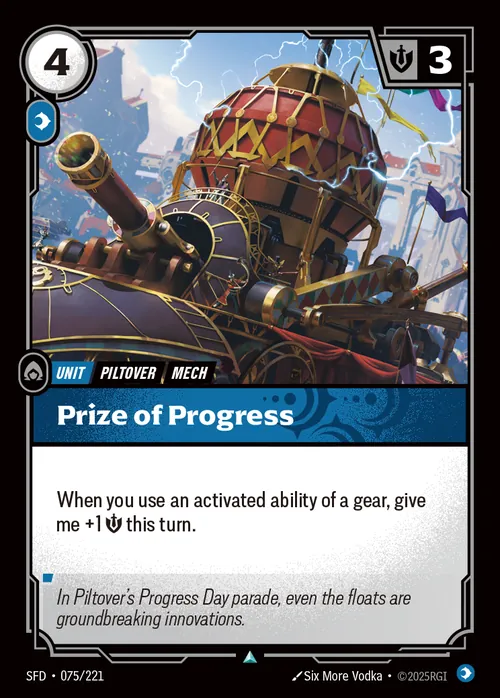 4
3
UNIT PILTOVER MECH
Prize of Progress
When you use an activated ability of a gear, give
me +1 this turn.
In Piltover's Progress Day parade, even the floats are
groundbreaking innovations.
SFD • 075/221
Six More Vodka • ©2025RGI